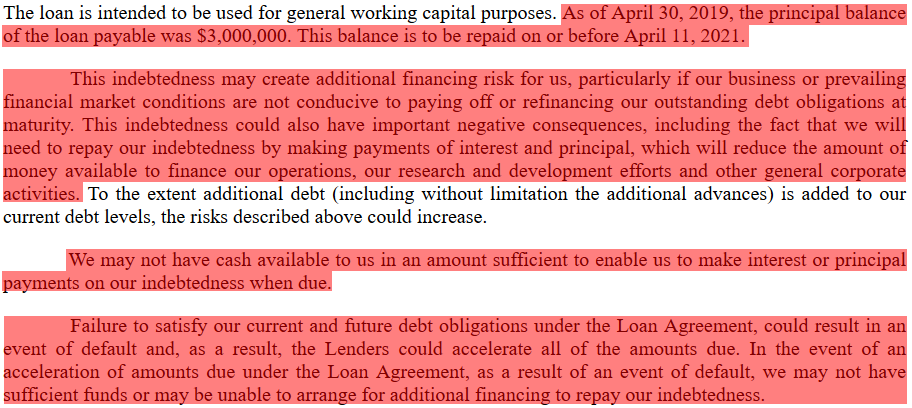 The loan is intended to be used for general working capital purposes. As of April 30, 2019, the principal balance
of the loan payable was $3,000,000. This balance is to be repaid on or before April 11, 2021.
This indebtedness may create additional financing risk for us, particularly if our business or prevailing
financial market conditions are not conducive to paying off or refinancing our outstanding debt obligations at
maturity. This indebtedness could also have important negative consequences, including the fact that we will
need to repay our indebtedness by making payments of interest and principal, which will reduce the amount of
money available to finance our operations, our research and development efforts and other general corporate
activities. To the extent additional debt (including without limitation the additional advances) is added to our
current debt levels, the risks described above could increase.
We may not have cash available to us in an amount sufficient to enable us to make interest or principal
payments on our indebtedness when due.
Failure to satisfy our current and future debt obligations under the Loan Agreement, could result in an
event of default and, as a result, the Lenders could accelerate all of the amounts due. In the event of an
acceleration of amounts due under the Loan Agreement, as a result of an event of default, we may not have
sufficient funds or may be unable to arrange for additional financing to repay our indebtedness.